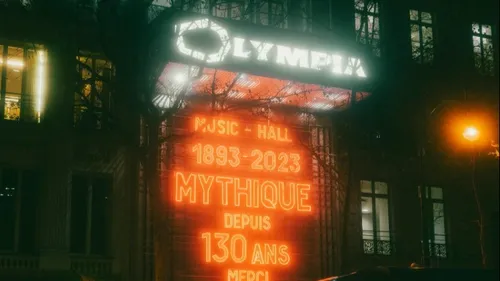 OLYMPIA
MUSIC - HALL
1893-2023
MYTHIQUE
DEPUIS
130 ANS
MERCI